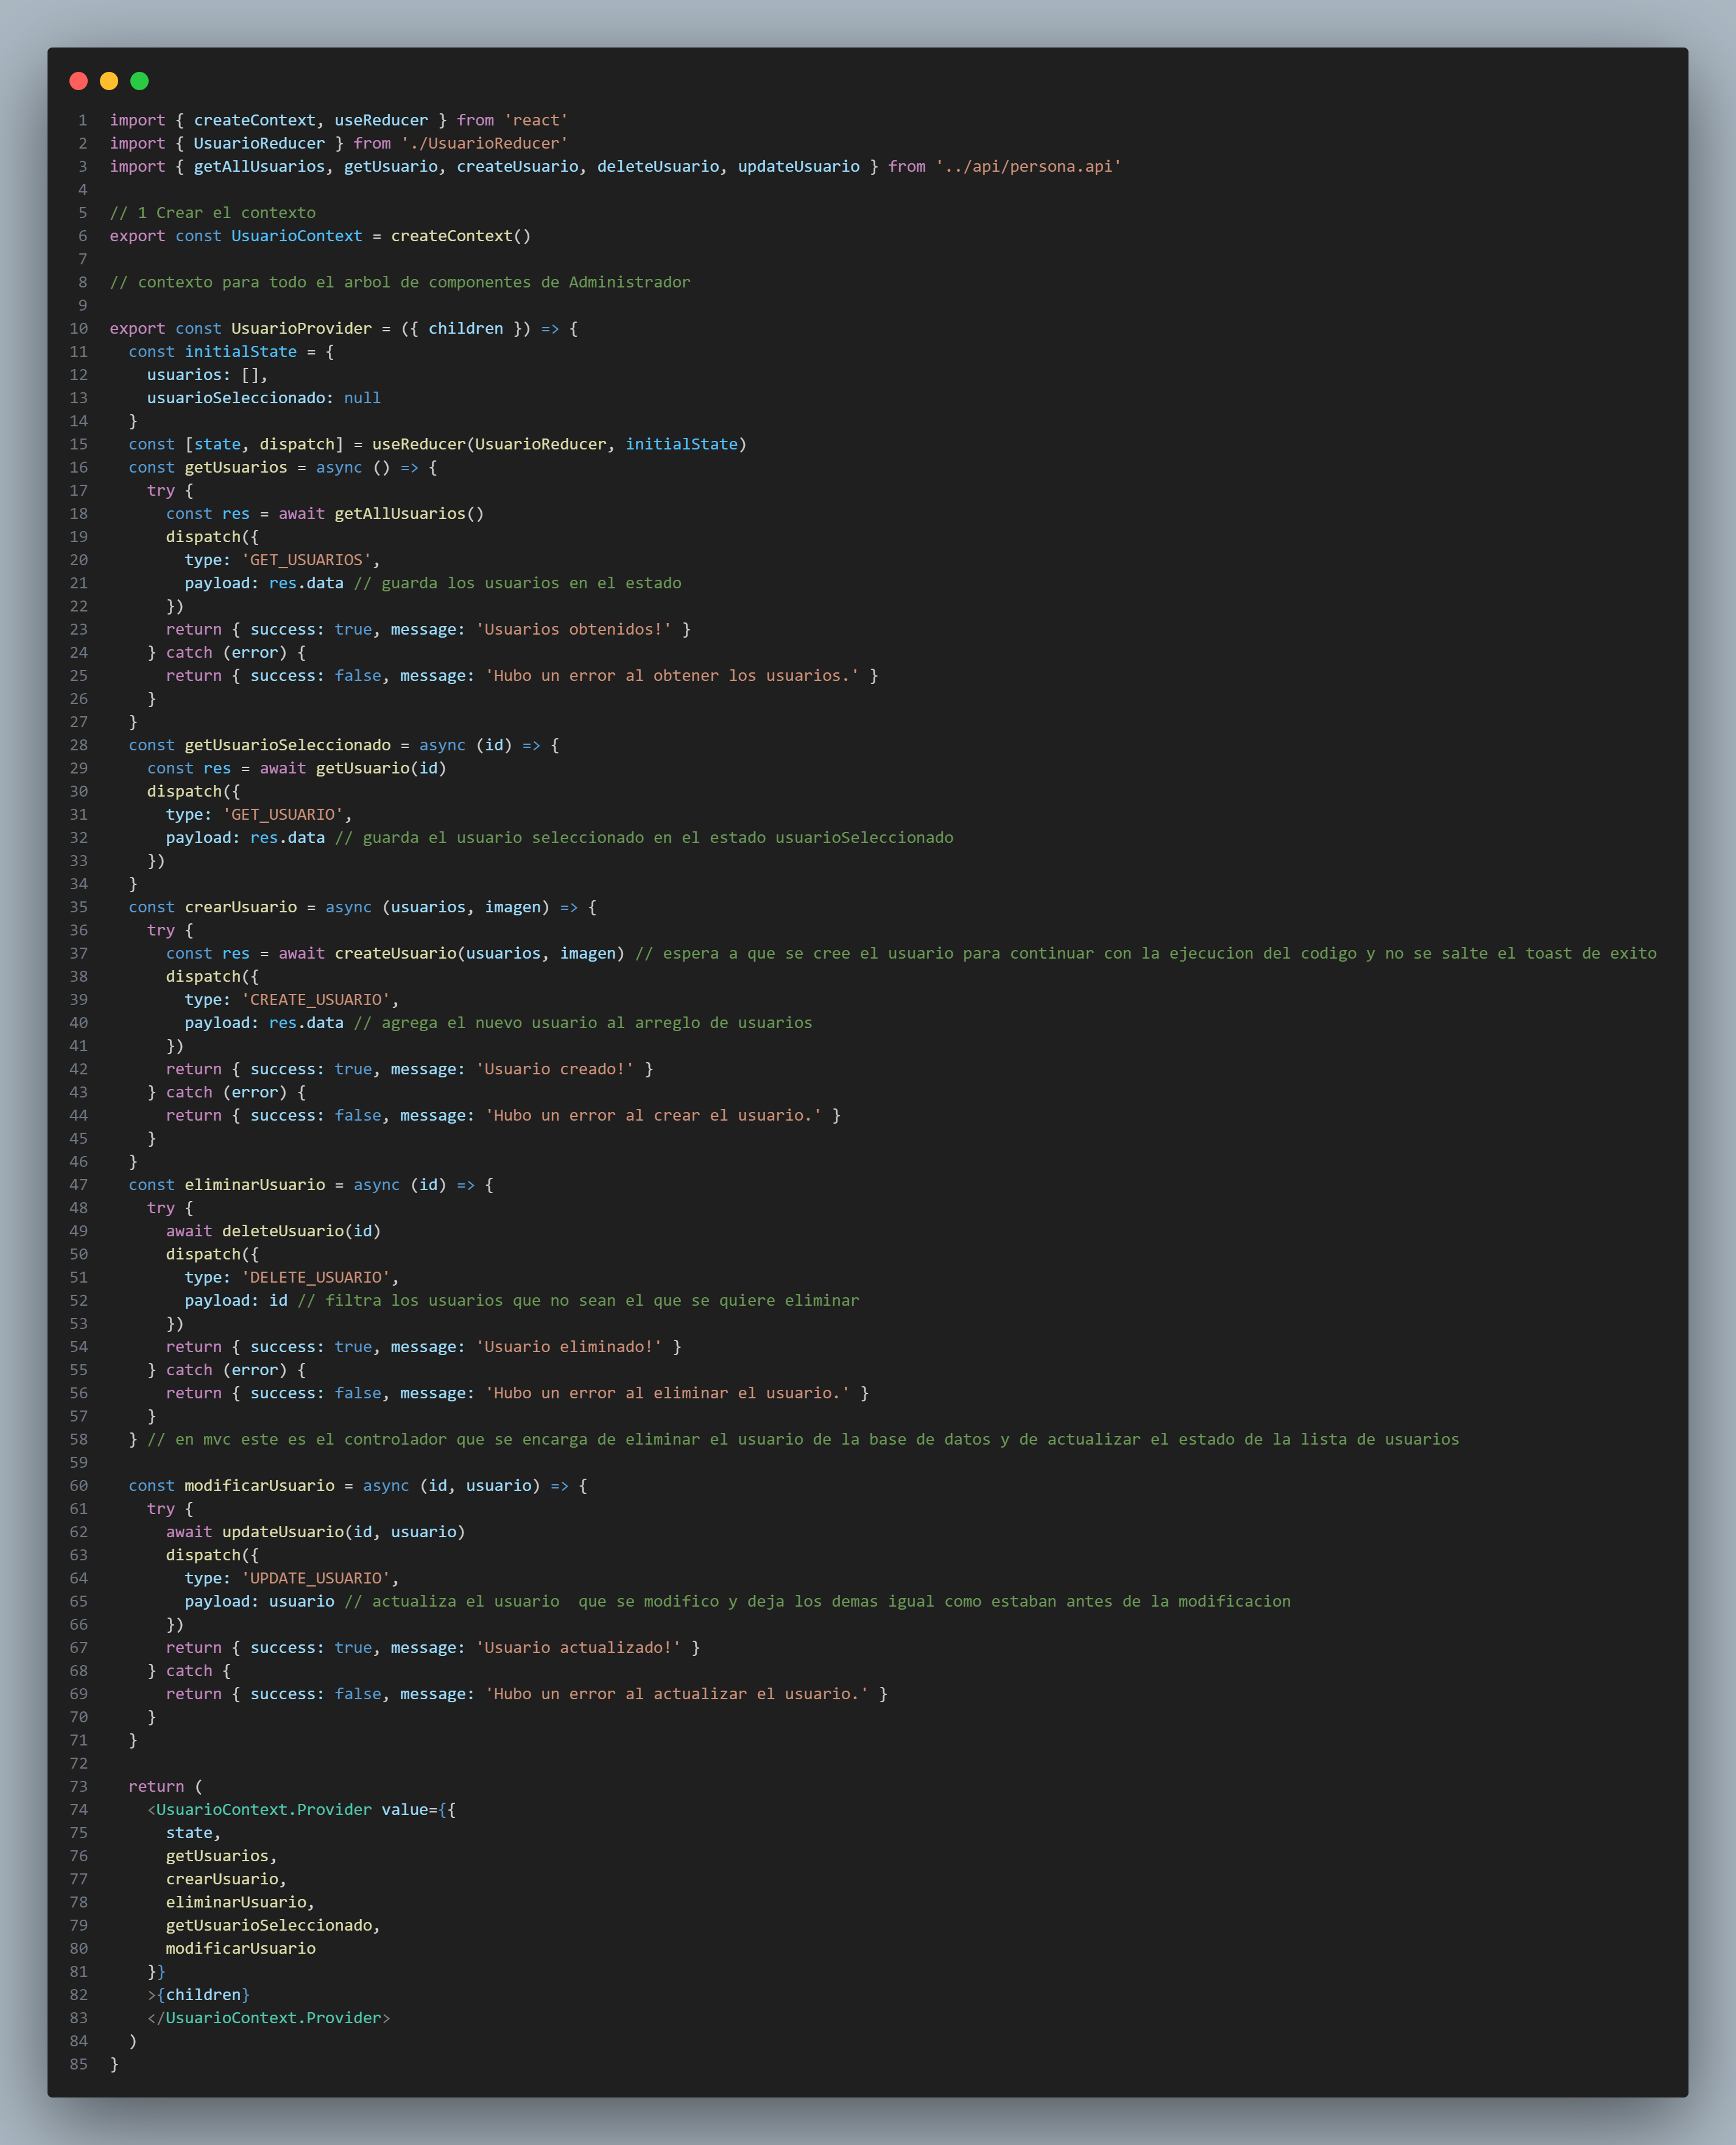 1 import { createContext, useReducer } from 'react'
2 import { UsuarioReducer } from './UsuarioReducer'
3 import { getAllUsuarios, getUsuario, createUsuario, deleteUsuario, updateUsuario } from '../api/persona.api'
4
5 // 1 Crear el contexto
6 export const UsuarioContext = createContext()
7
8 // contexto para todo el arbol de componentes de Administrador
9
10 export const UsuarioProvider = ({ children }) => {
11   const initialState = {
12     usuarios: [],
13     usuarioSeleccionado: null
14   }
15   const [state, dispatch] = useReducer(UsuarioReducer, initialState)
16   const getUsuarios = async () => {
17     try {
18       const res = await getAllUsuarios()
19       dispatch({
20         type: 'GET_USUARIOS',
21         payload: res.data // guarda los usuarios en el estado
22       })
23       return { success: true, message: 'Usuarios obtenidos!' }
24     } catch (error) {
25       return { success: false, message: 'Hubo un error al obtener los usuarios.' }
26     }
27   }
28   const getUsuarioSeleccionado = async (id) => {
29     const res = await getUsuario(id)
30     dispatch({
31       type: 'GET_USUARIO',
32       payload: res.data // guarda el usuario seleccionado en el estado usuarioSeleccionado
33     })
34   }
35   const crearUsuario = async (usuarios, imagen) => {
36     try {
37       const res = await createUsuario(usuarios, imagen) // espera a que se cree el usuario para continuar con la ejecucion del codigo y no se salte el toast de exito
38       dispatch({
39         type: 'CREATE_USUARIO',
40         payload: res.data // agrega el nuevo usuario al arreglo de usuarios
41       })
42       return { success: true, message: 'Usuario creado!' }
43     } catch (error) {
44       return { success: false, message: 'Hubo un error al crear el usuario.' }
45     }
46   }
47   const eliminarUsuario = async (id) => {
48     try {
49       await deleteUsuario(id)
50       dispatch({
51         type: 'DELETE_USUARIO',
52         payload: id // filtra los usuarios que no sean el que se quiere eliminar
53       })
54       return { success: true, message: 'Usuario eliminado!' }
55     } catch (error) {
56       return { success: false, message: 'Hubo un error al eliminar el usuario.' }
57     }
58   } // en mvc este es el controlador que se encarga de eliminar el usuario de la base de datos y de actualizar el estado de la lista de usuarios
59
60   const modificarUsuario = async (id, usuario) => {
61     try {
62       await updateUsuario(id, usuario)
63       dispatch({
64         type: 'UPDATE_USUARIO',
65         payload: usuario // actualiza el usuario  que se modifico y deja los demas igual como estaban antes de la modificacion
66       })
67       return { success: true, message: 'Usuario actualizado!' }
68     } catch {
69       return { success: false, message: 'Hubo un error al actualizar el usuario.' }
70     }
71   }
72
73   return (
74     <UsuarioContext.Provider value={{
75       state,
76       getUsuarios,
77       crearUsuario,
78       eliminarUsuario,
79       getUsuarioSeleccionado,
80       modificarUsuario
81     }}
82     >{children}
83     </UsuarioContext.Provider>
84   )
85 }